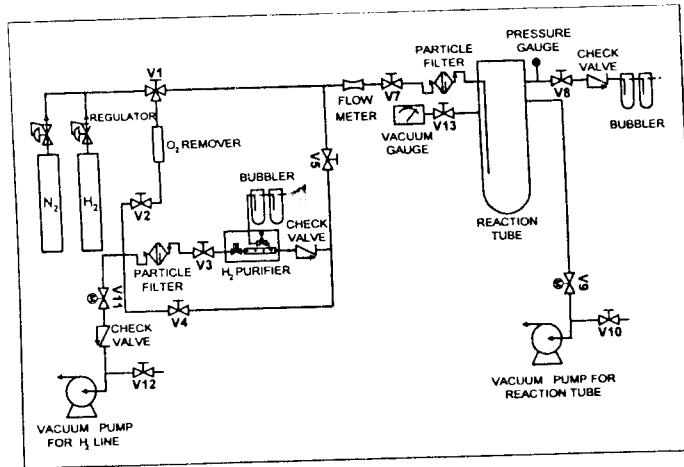 V1
REGULATOR
O2 REMOVER
N2
H2
V2
BUBBLER
V5
FLOW
METER
V7
PARTICLE
FILTER
VACUUM
GAUGE
V13
PRESSURE
GAUGE
CHECK
VALVE
V8
BUBBLER
REACTION
TUBE
PARTICLE
FILTER
V3
H2 PURIFIER
CHECK
VALVE
V11
V4
CHECK
VALVE
V12
VACUUM PUMP
FOR H2 LINE
V9
V10
VACUUM PUMP FOR
REACTION TUBE